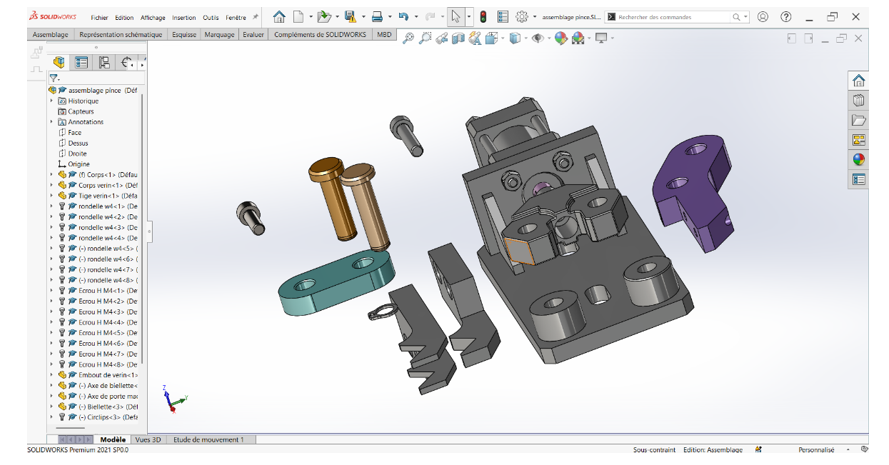 SOLIDWORKS Fichier Edition Affichage Insertion Outils Fenêtre assemblage pince.SL... Rechercher des commandes
Assemblage Représentation schématique Esquisse Marquage Evaluer Compléments de SOLIDWORKS MBD
assemblage pince (Déf
Historique
Capteurs
Annotations
Face
Dessus
Droite
Origine
(f) Corps<1> (Défau
Corps verin<1> (Dé
Tige verin<1> (Défa
rondelle w4<1> (De
rondelle w4<2> (De
rondelle w4<3> (De
rondelle w4<4> (De
(-) rondelle w4<5> (
(-) rondelle w4<6> (
(-) rondelle w4<7> (
(-) rondelle w4<8> (
Ecrou H M4<1> (De
Ecrou H M4<2> (De
Ecrou H M4<3> (De
Ecrou H M4<4> (De
Ecrou H M4<5> (De
Ecrou H M4<6> (De
Ecrou H M4<7> (De
Ecrou H M4<8> (De
Embout de verin<1>
(-) Axe de biellette<
(-) Axe de porte mac
(-) Biellette<3> (Déf
(-) Circlips<3> (Defa
Z
Y
Modèle Vues 3D Etude de mouvement 1
SOLIDWORKS Premium 2021 SP0.0 Sous-contraint Edition: Assemblage Personnalisé